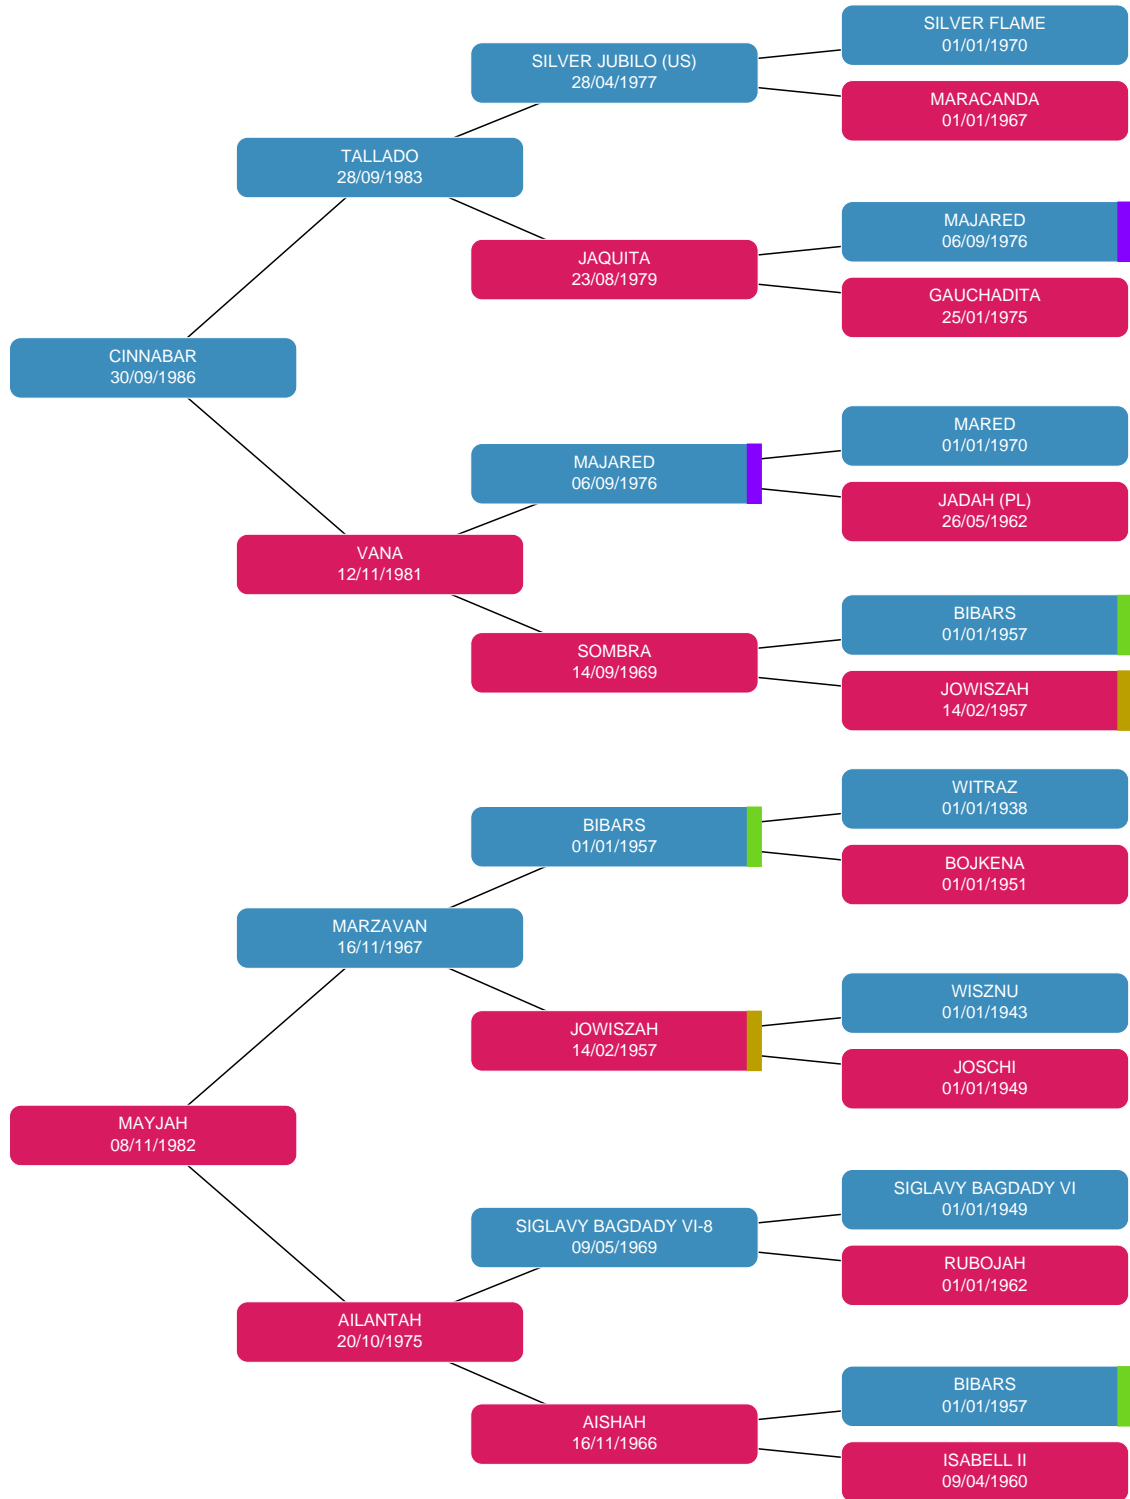 SILVER FLAME
01/01/1970
SILVER JUBILO (US)
28/04/1977
MARACANDA
01/01/1967
TALLADO
28/09/1983
MAJARED
06/09/1976
JAQUITA
23/08/1979
GAUCHADITA
25/01/1975
CINNABAR
30/09/1986
MARED
01/01/1970
MAJARED
06/09/1976
JADAH (PL)
26/05/1962
VANA
12/11/1981
BIBARS
01/01/1957
SOMBRA
14/09/1969
JOWISZAH
14/02/1957
WITRAZ
01/01/1938
BIBARS
01/01/1957
BOJKENA
01/01/1951
MARZAVAN
16/11/1967
WISZNU
01/01/1943
JOWISZAH
14/02/1957
JOSCHI
01/01/1949
MAYJAH
08/11/1982
SIGLAVY BAGDADY VI
01/01/1949
SIGLAVY BAGDADY VI-8
09/05/1969
RUBOJAH
01/01/1962
AILANTAH
20/10/1975
BIBARS
01/01/1957
AISHAH
16/11/1966
ISABELL II
09/04/1960